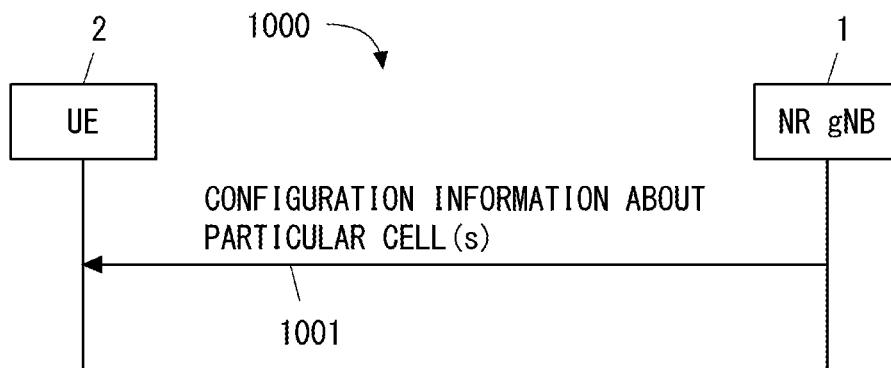 1000
2
1
UE
NR gNB
CONFIGURATION INFORMATION ABOUT
PARTICULAR CELL(s)
1001